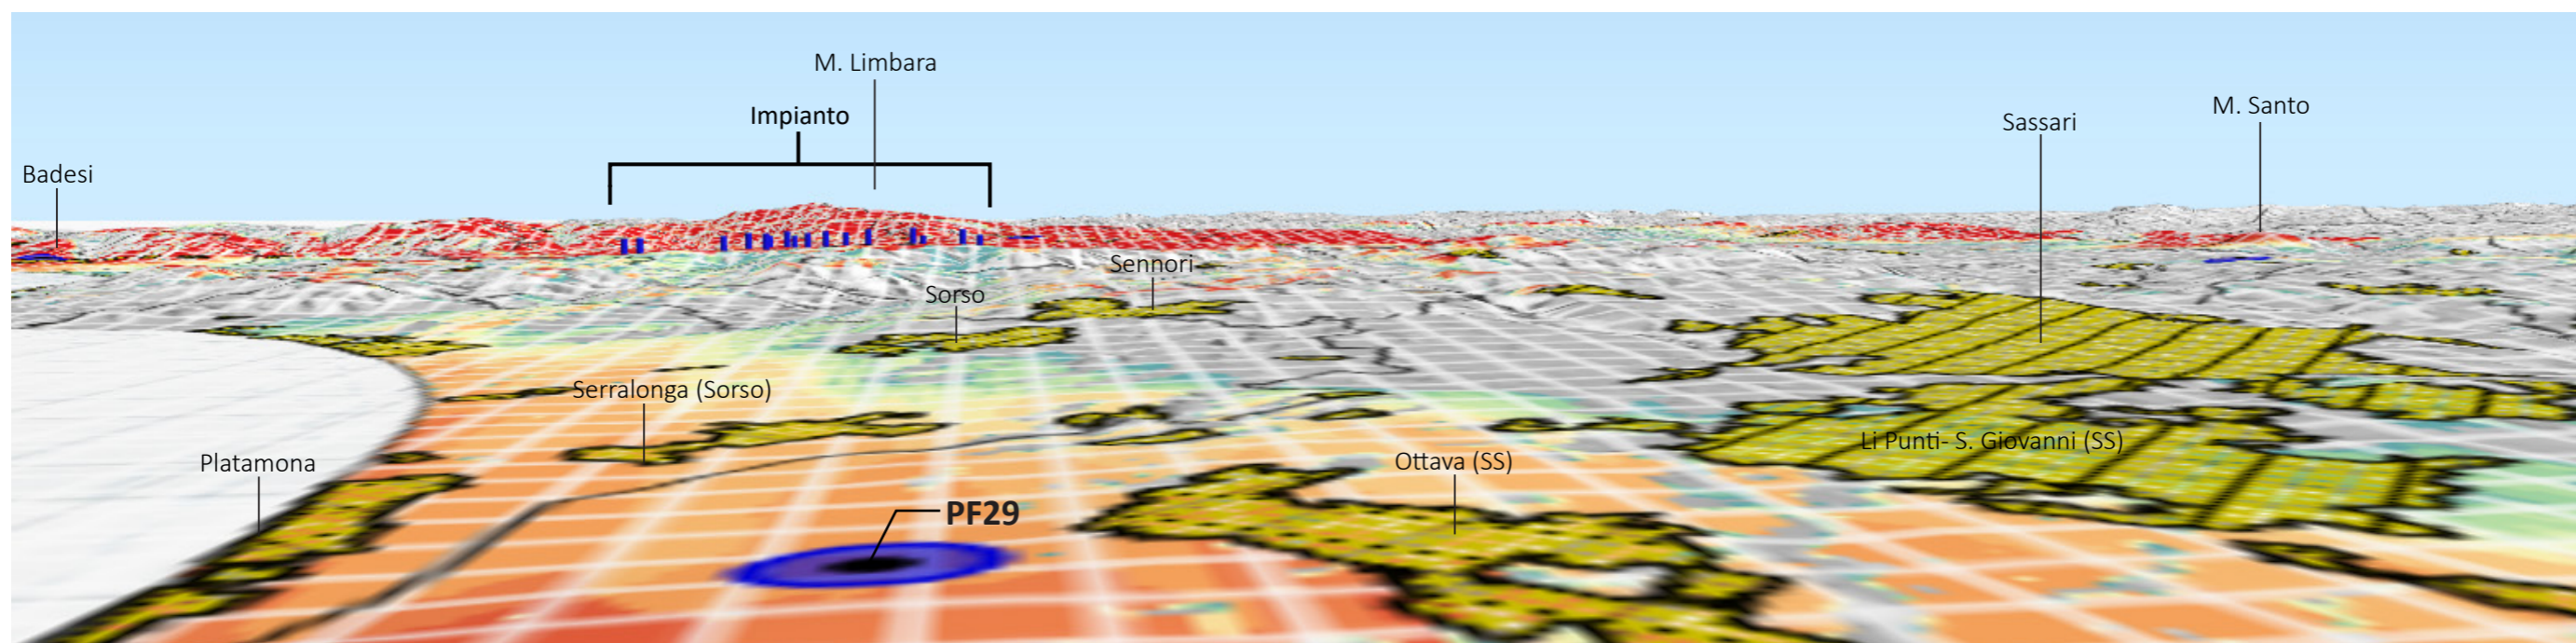 M. Limbara
M. Santo
Impianto
Sassari
Badesi
Sennori
Sorso
Serralonga (Sorso)
Li Punti- S. Giovanni (SS)
Platamona
Ottava (SS)
PF29